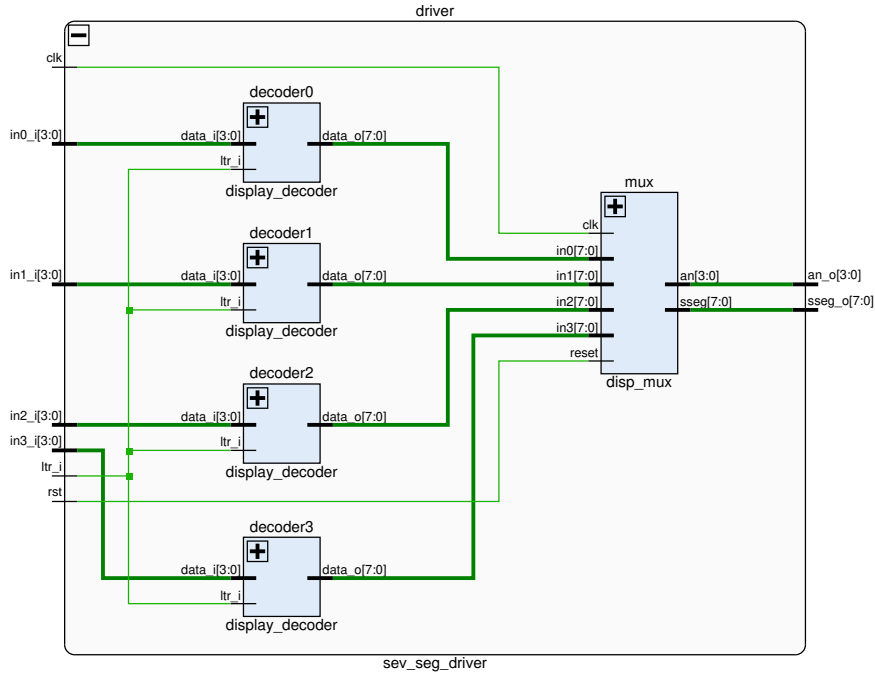 driver
clk
decoder0
in0_i[3:0]
data_i[3:0]
data_o[7:0]
ltr_i
display_decoder
mux
clk
decoder1
in0[7:0]
in1_i[3:0]
data_i[3:0]
data_o[7:0]
in1[7:0]
an[3:0]
an_o[3:0]
ltr_i
in2[7:0]
sseg[7:0]
sseg_o[7:0]
display_decoder
in3[7:0]
reset
decoder2
disp_mux
in2_i[3:0]
data_i[3:0]
data_o[7:0]
in3_i[3:0]
ltr_i
ltr_i
display_decoder
rst
decoder3
data_i[3:0]
data_o[7:0]
ltr_i
display_decoder
sev_seg_driver